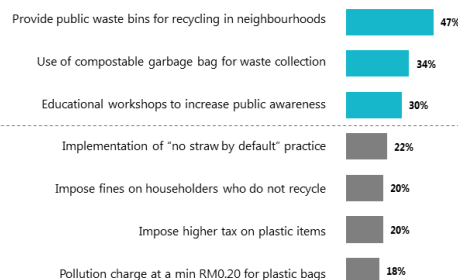 Provide public waste bins for recycling in neighbourhoods 47%
Use of compostable garbage bag for waste collection 34%
Educational workshops to increase public awareness 30%
Implementation of "no straw by default" practice 22%
Impose fines on householders who do not recycle 20%
Impose higher tax on plastic items 20%
Pollution charge at a min RM0.20 for plastic bags 18%